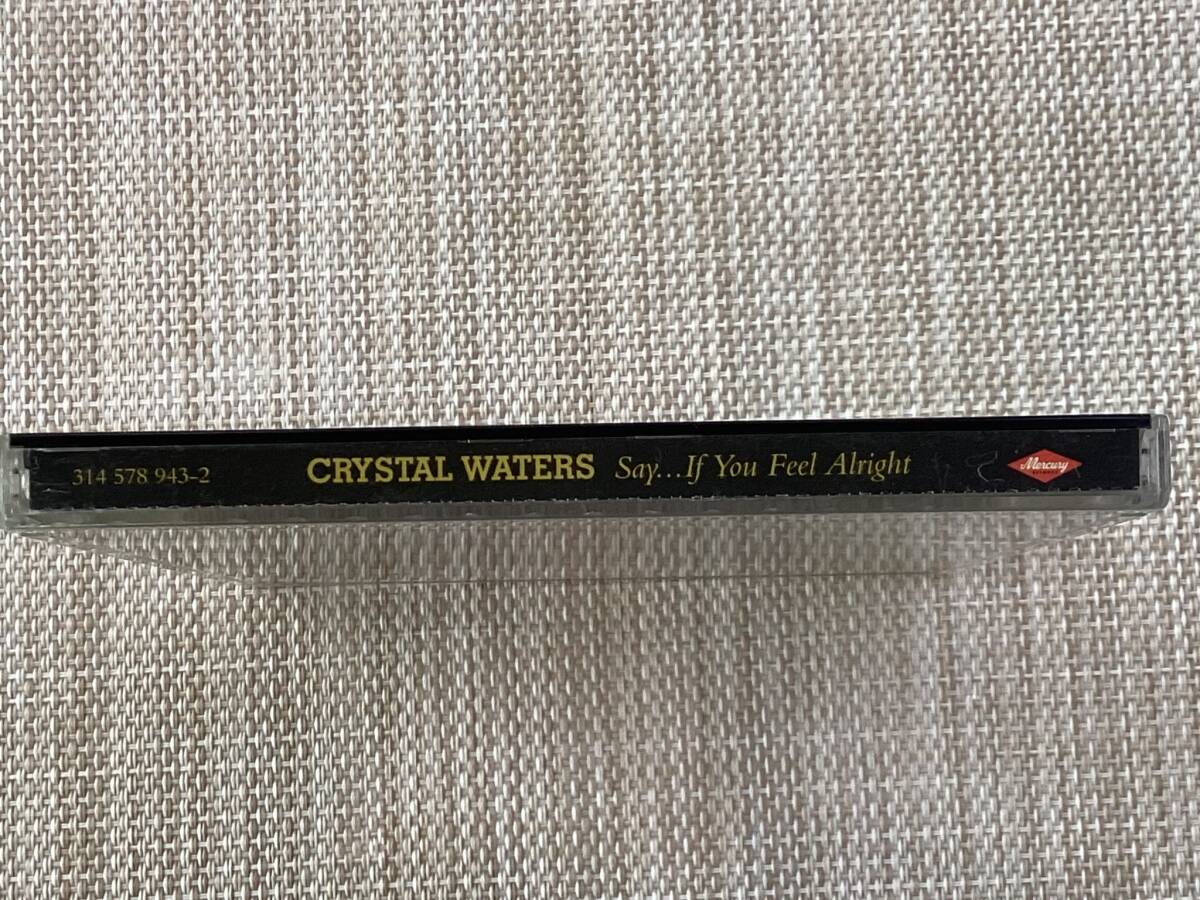 314 578 943-2 CRYSTAL WATERS Say...If You Feel Alright Mercury